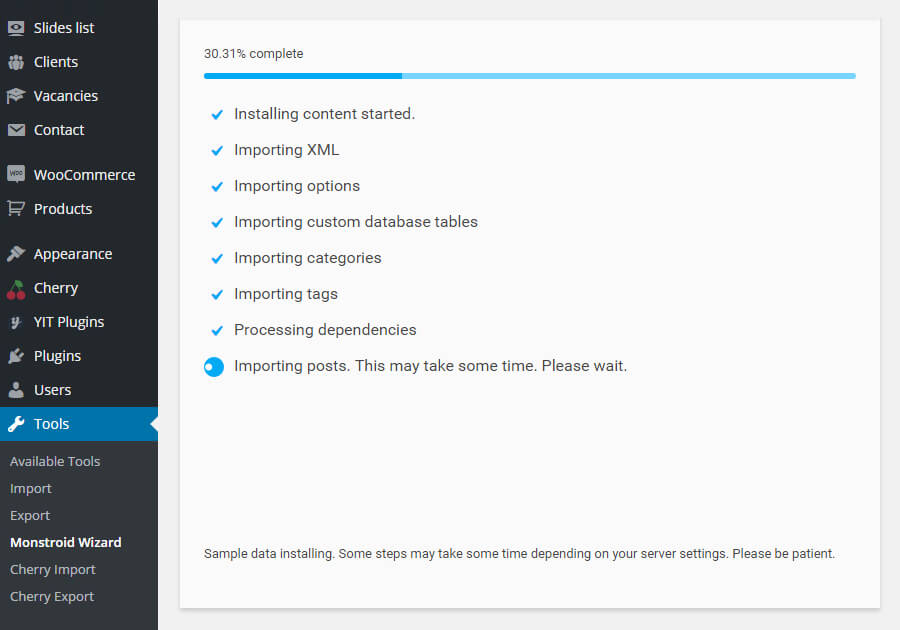 Slides list
Clients
Vacancies
Contact
WOO
WooCommerce
Products
Appearance
Cherry
YIT Plugins
Plugins
Users
Tools
Available Tools
Import
Export
Monstroid Wizard
Cherry Import
Cherry Export
30.31% complete
Installing content started.
Importing XML
Importing options
Importing custom database tables
Importing categories
Importing tags
Processing dependencies
Importing posts. This may take some time. Please wait.
Sample data installing. Some steps may take some time depending on your server settings. Please be patient.